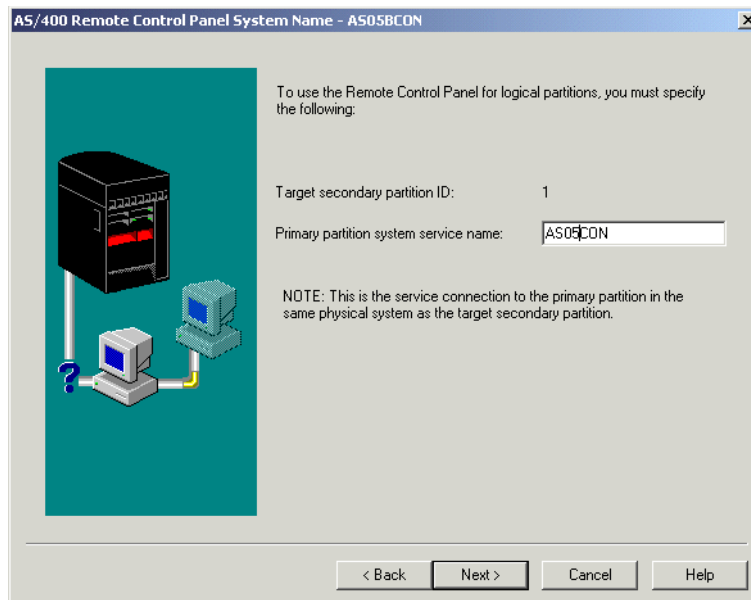 AS/400 Remote Control Panel System Name - AS05BCON
To use the Remote Control Panel for logical partitions, you must specify
the following:
Target secondary partition ID: 1
Primary partition system service name: AS05CON
NOTE: This is the service connection to the primary partition in the
same physical system as the target secondary partition.
?
< Back Next > Cancel Help